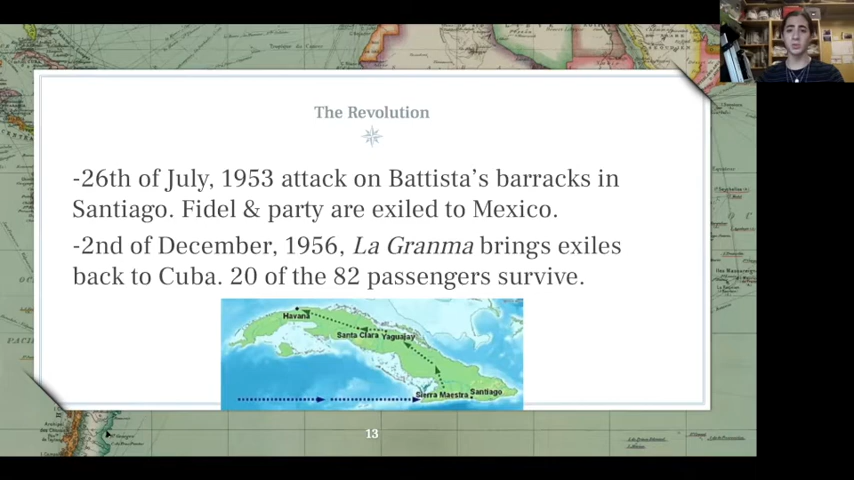 The Revolution
-26th of July, 1953 attack on Battista's barracks in
Santiago. Fidel & party are exiled to Mexico.
-2nd of December, 1956, La Granma brings exiles
back to Cuba. 20 of the 82 passengers survive.
Havana
Santa Clara Yaguajay
Sierra Maestra Santiago
13